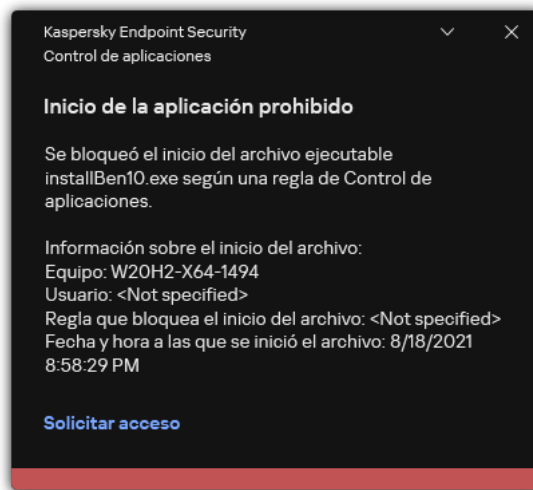 Kaspersky Endpoint Security
Control de aplicaciones
Inicio de la aplicación prohibido
Se bloqueó el inicio del archivo ejecutable
installBen10.exe según una regla de Control de
aplicaciones.
Información sobre el inicio del archivo:
Equipo: W20H2-X64-1494
Usuario: <Not specified>
Regla que bloquea el inicio del archivo: <Not specified>
Fecha y hora a las que se inició el archivo: 8/18/2021
8:58:29 PM
Solicitar acceso